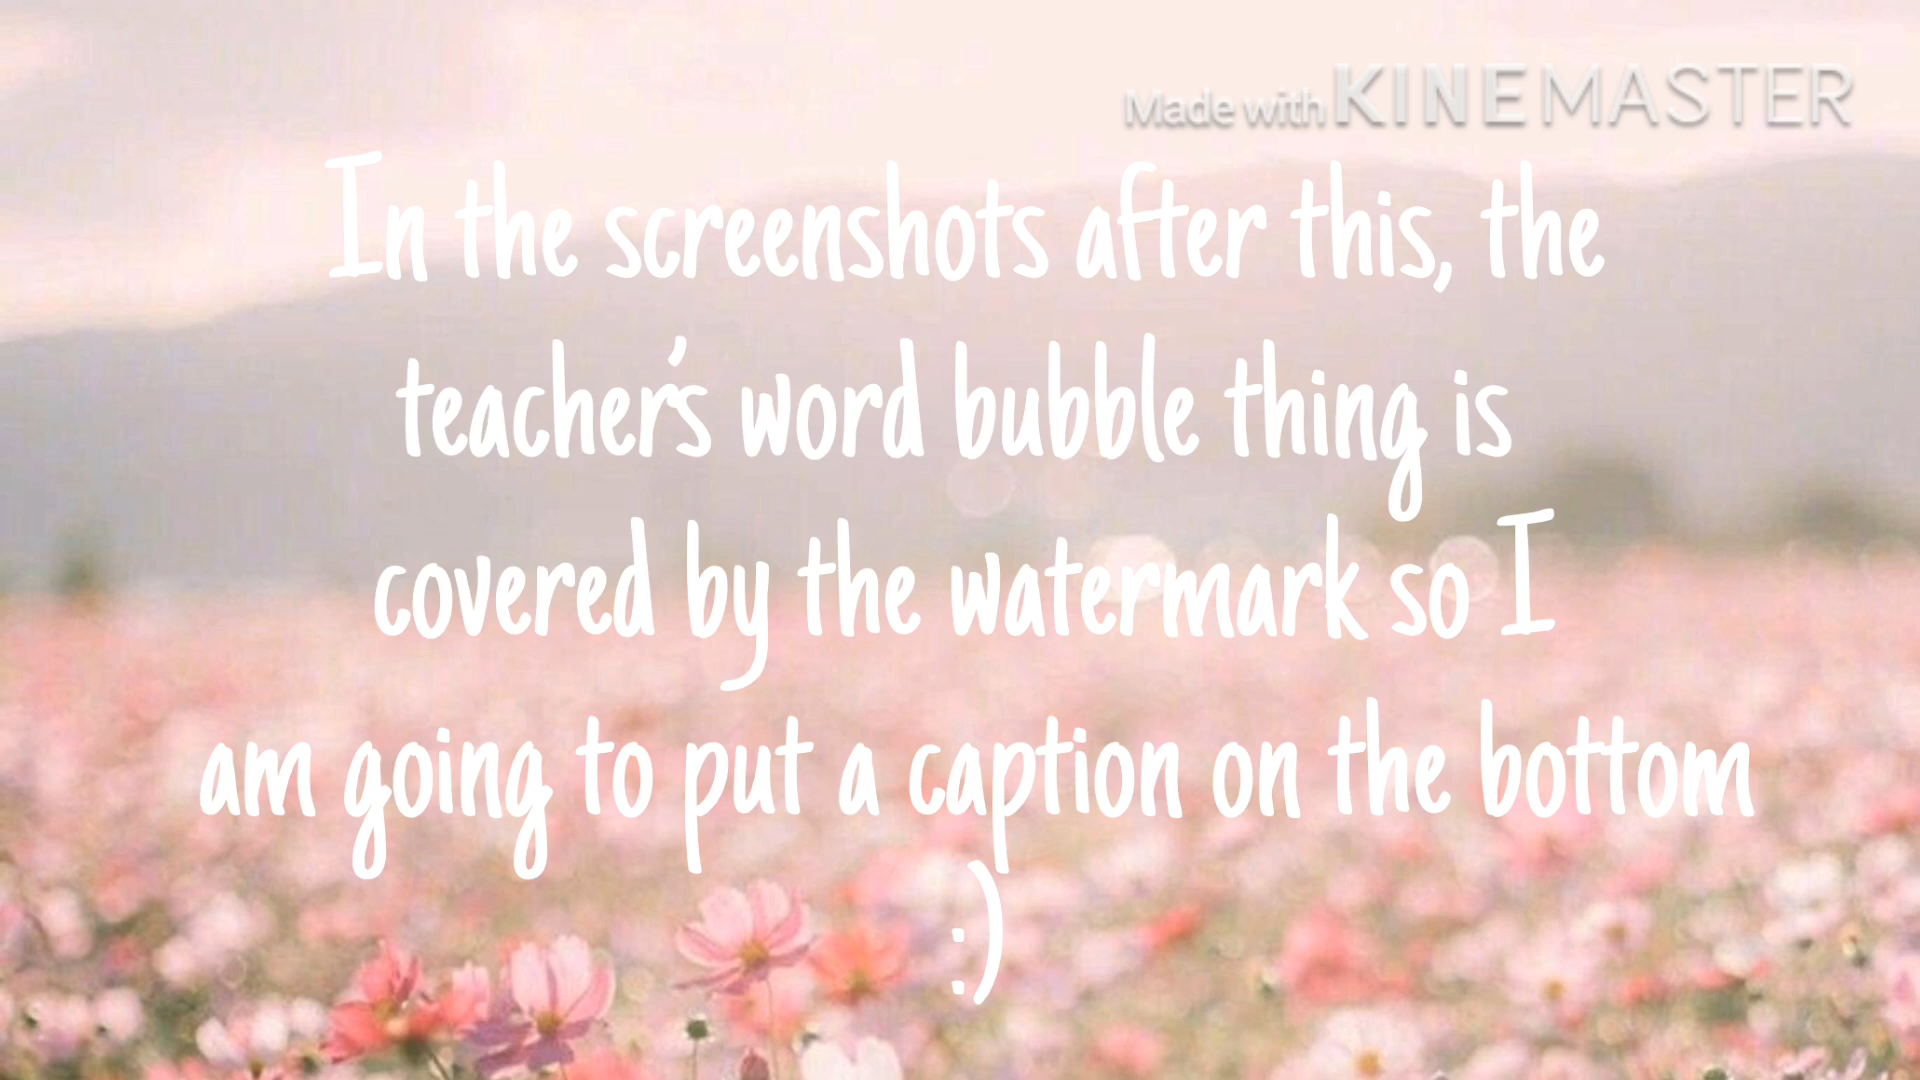 Made with KINEMASTER
In the screenshots after this, the
teacher's word bubble thing is
covered by the watermark so I
am going to put a caption on the bottom
:)